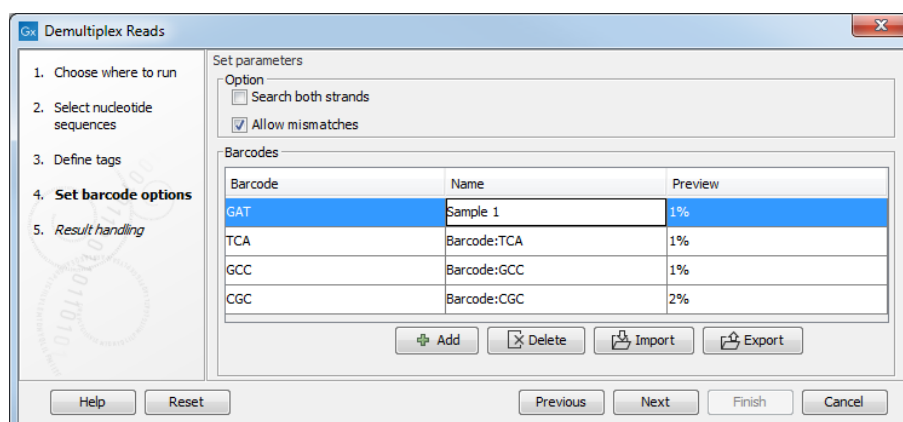 Gx Demultiplex Reads
1. Choose where to run
2. Select nucleotide
sequences
3. Define tags
4. Set barcode options
5. Result handling
Set parameters
Option
Search both strands
Allow mismatches
Barcodes
Barcode Name Preview
GAT Sample 1 1%
TCA Barcode:TCA 1%
GCC Barcode:GCC 1%
CGC Barcode:CGC 2%
Add Delete Import Export
Help Reset Previous Next Finish Cancel